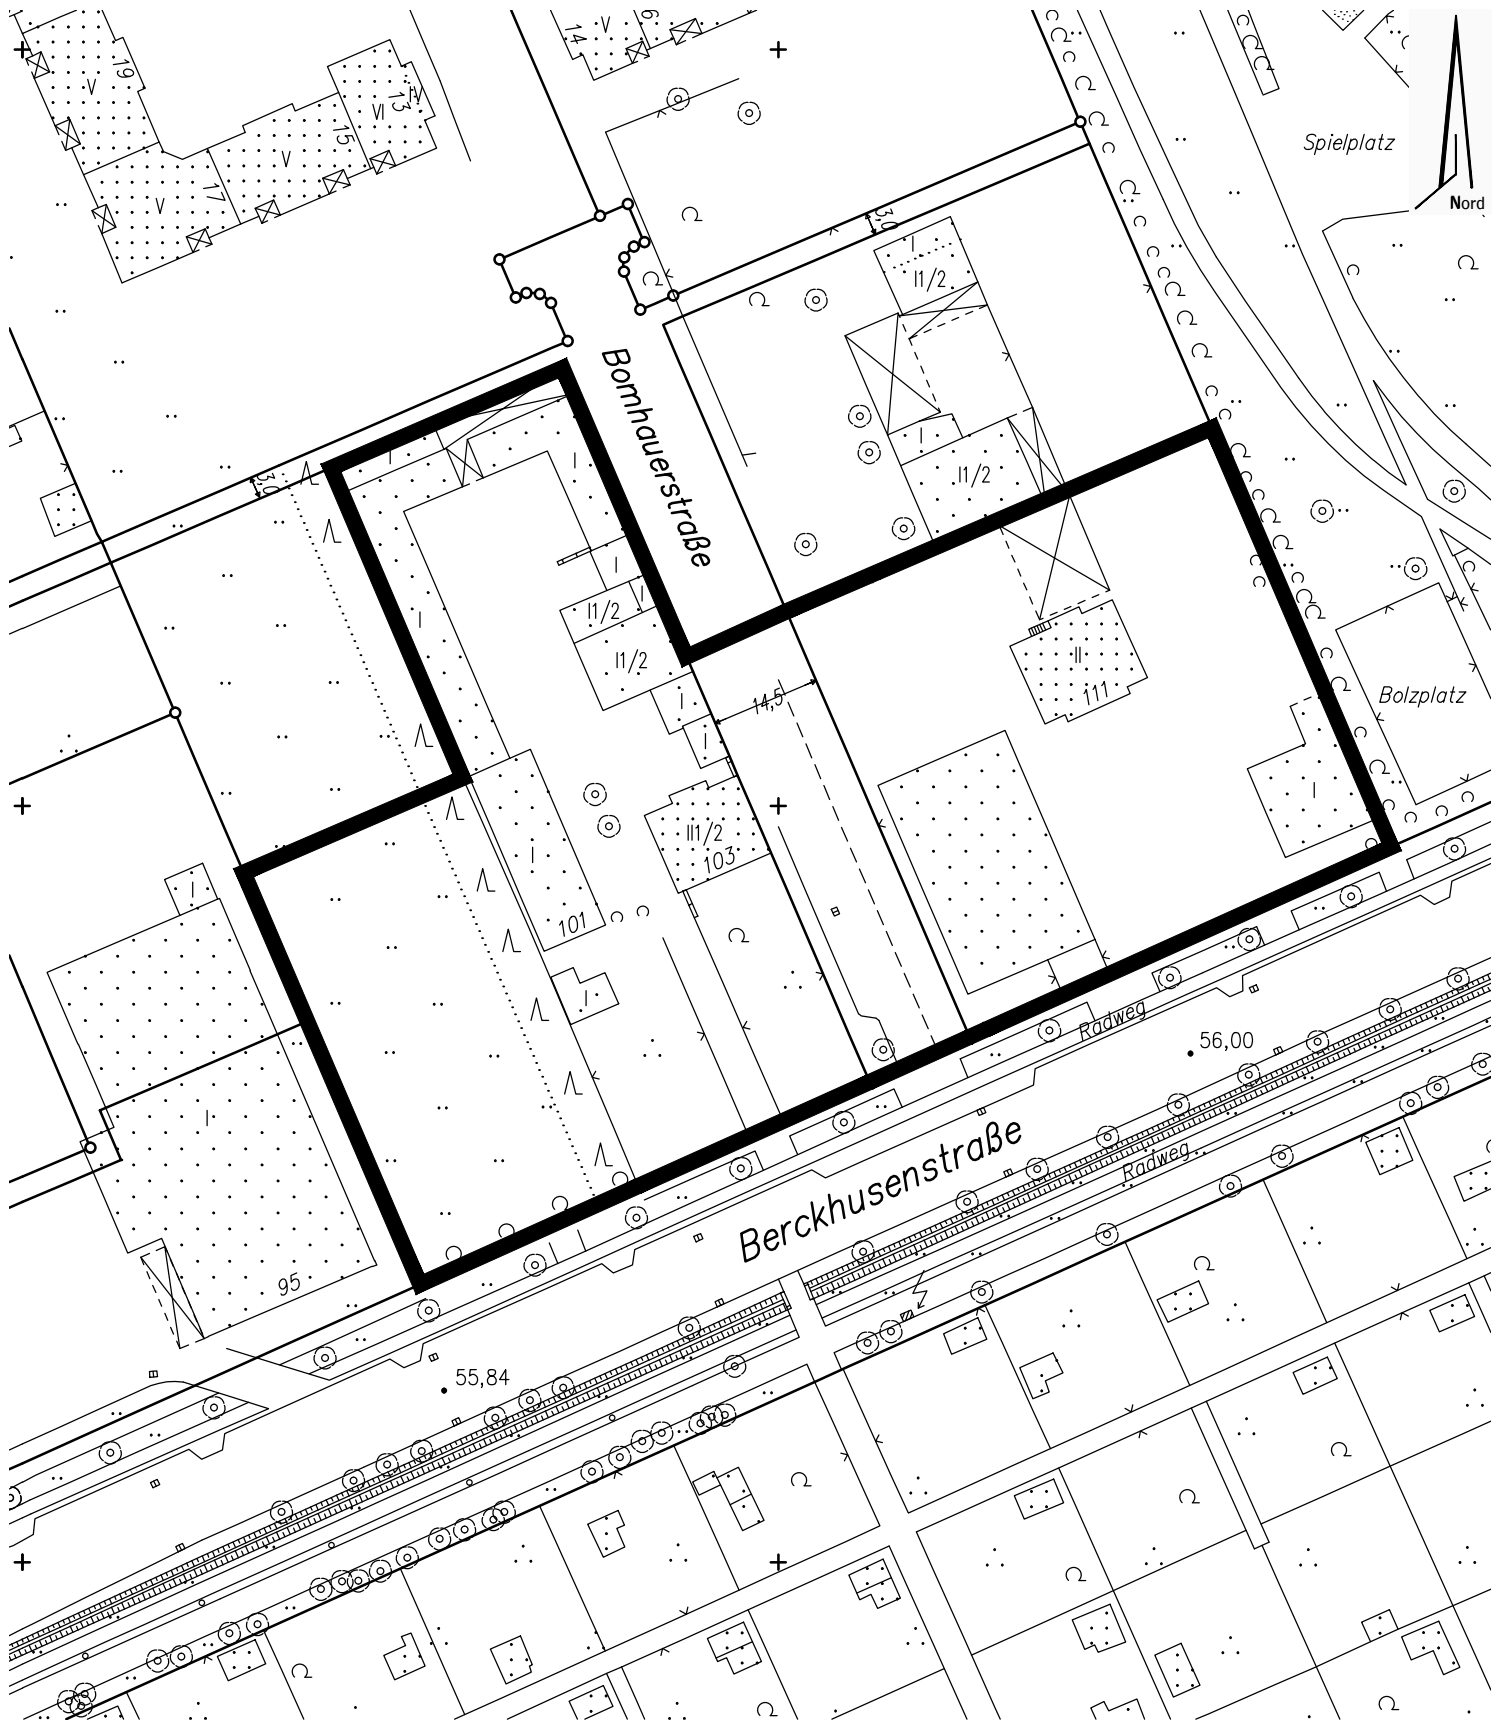 19
V
17
V
15
V
13
VI
IV
14
V
Spielplatz
Nord
3,0
I
I1/2
Bomhauerstraße
3,0
I
I
I
I1/2
I
I
I1/2
I
I1/2
I
I
I
14,5
II
111
Bolzplatz
I
I
II1/2
103
I
101
I
I
I
95
Radweg
56,00
Berckhusenstraße
Radweg
55,84